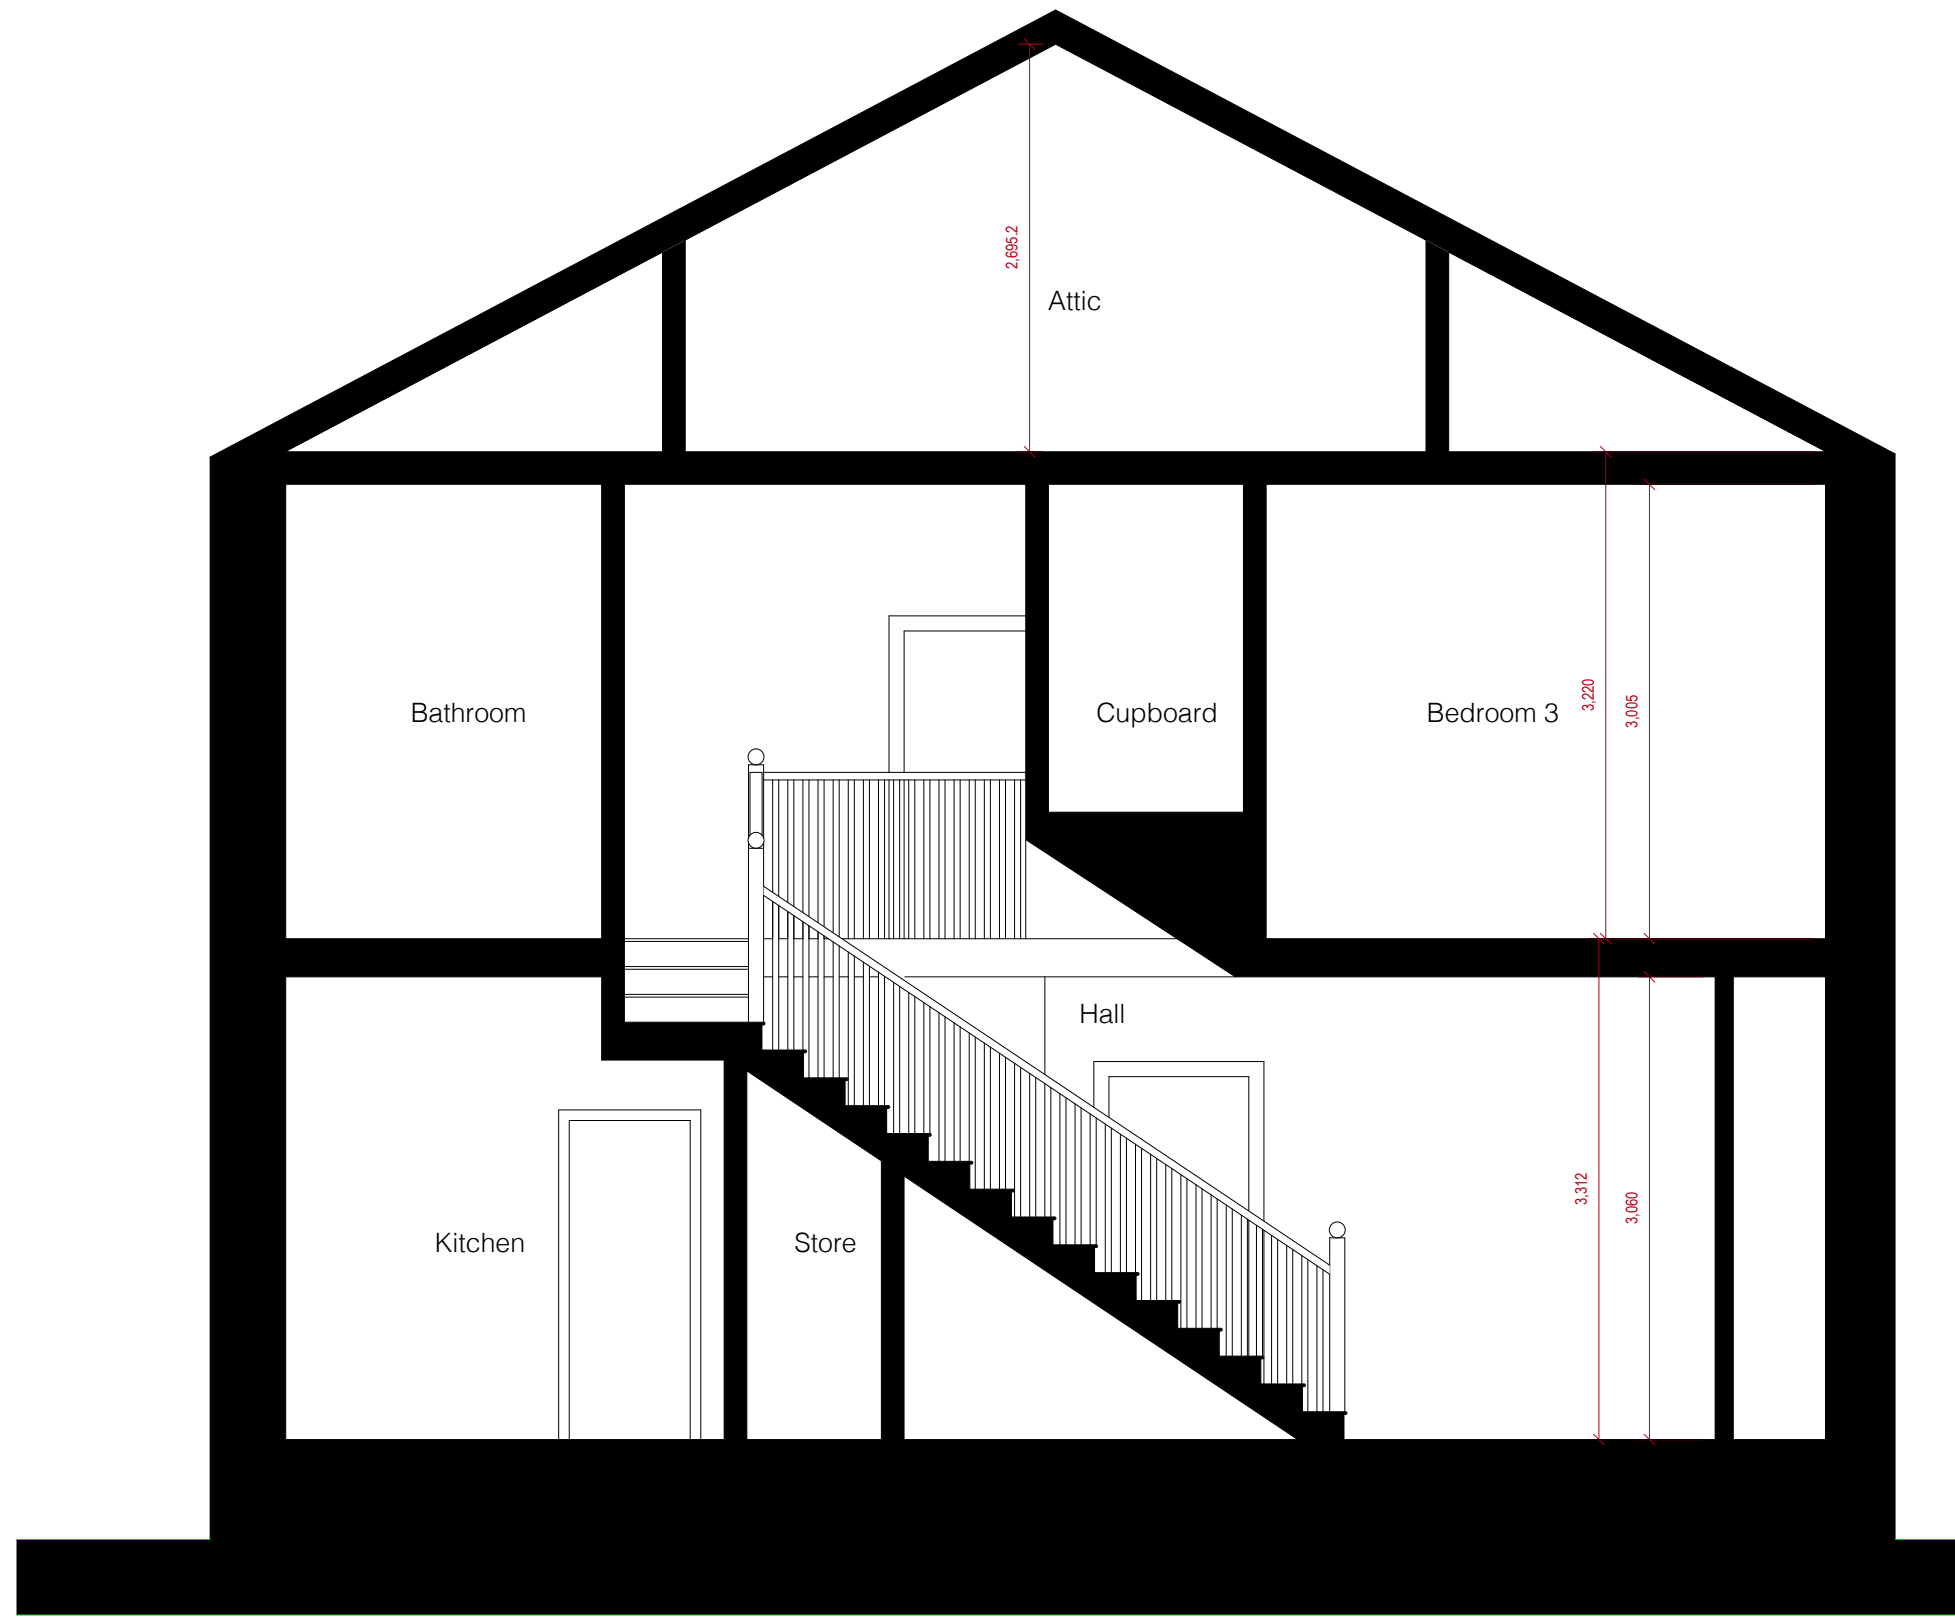 2,695.2
Attic
Bathroom
Cupboard
Bedroom 3
3,220
3,005
Hall
Kitchen
Store
3,312
3,060